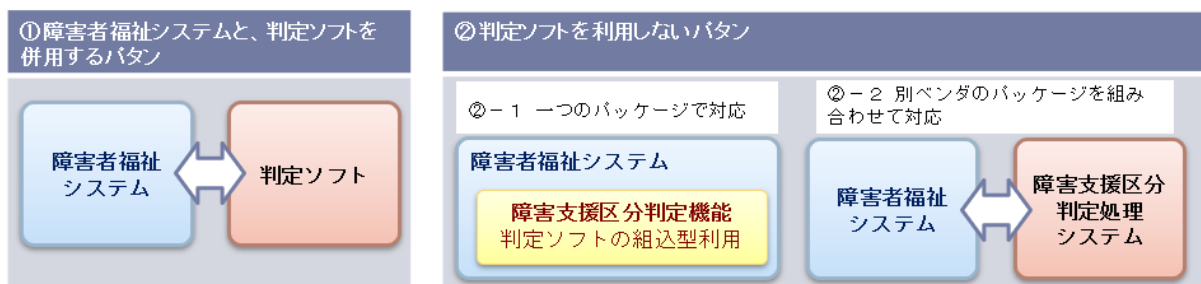 ①障害者福祉システムと、判定ソフトを
併用するパタン
障害者福祉
システム
判定ソフト
②判定ソフトを利用しないパタン
②－１ 一つのパッケージで対応
障害者福祉システム
障害支援区分判定機能
判定ソフトの組込型利用
②－２ 別ベンダのパッケージを組み
合わせて対応
障害者福祉
システム
障害支援区分
判定処理
システム